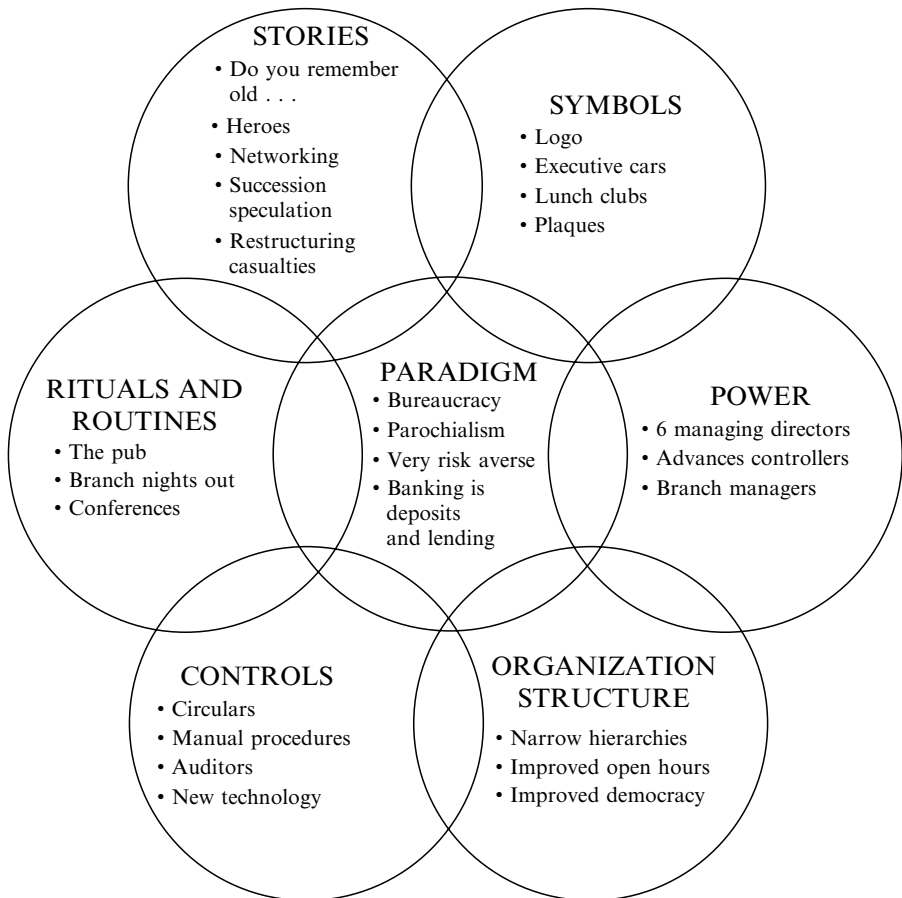 STORIES
• Do you remember
old . . .
• Heroes
• Networking
• Succession
speculation
• Restructuring
casualties
SYMBOLS
• Logo
• Executive cars
• Lunch clubs
• Plaques
RITUALS AND
ROUTINES
• The pub
• Branch nights out
• Conferences
PARADIGM
• Bureaucracy
• Parochialism
• Very risk averse
• Banking is
deposits
and lending
POWER
• 6 managing directors
• Advances controllers
• Branch managers
CONTROLS
• Circulars
• Manual procedures
• Auditors
• New technology
ORGANIZATION
STRUCTURE
• Narrow hierarchies
• Improved open hours
• Improved democracy